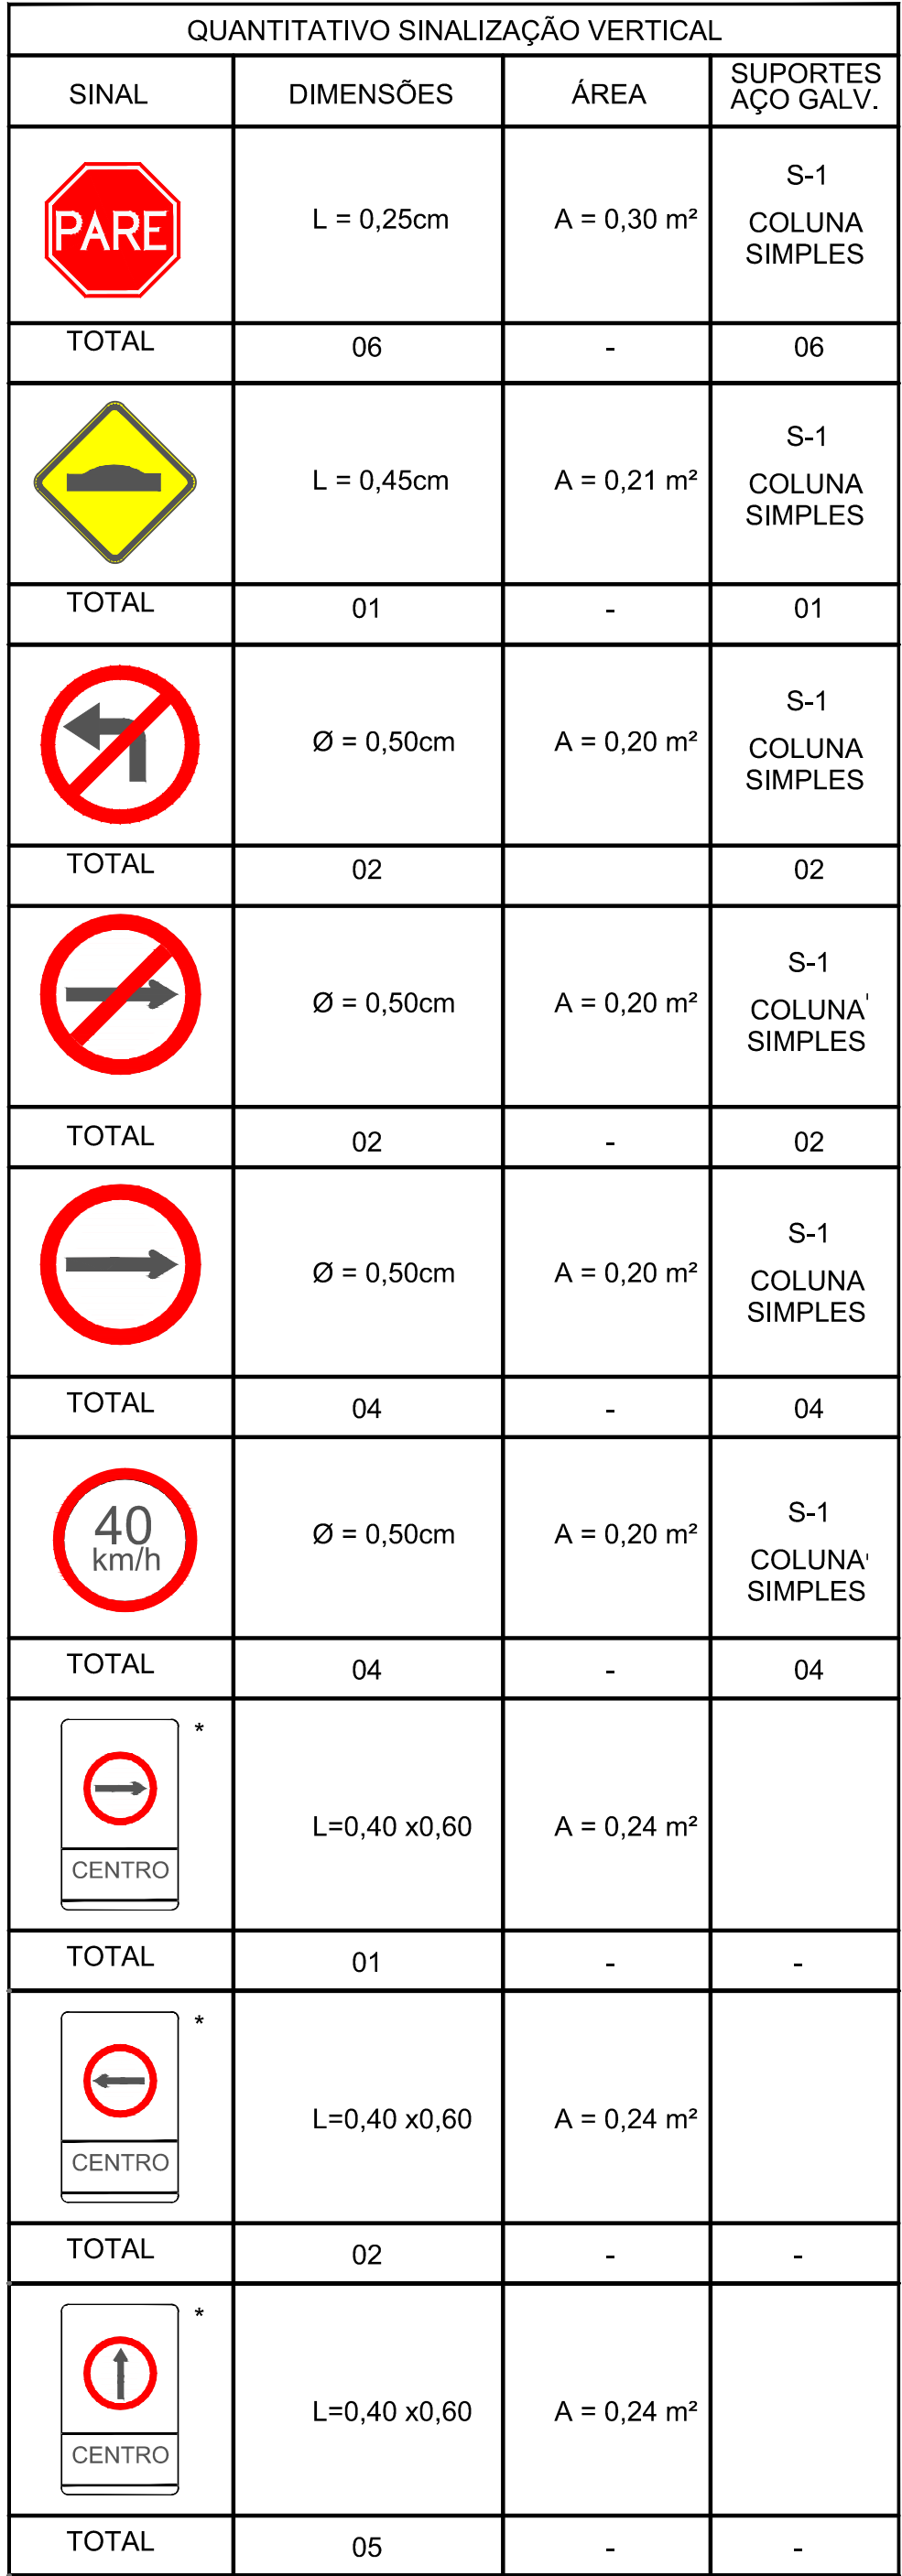 QUANTITATIVO SINALIZAÇÃO VERTICAL
SINAL DIMENSÕES ÁREA SUPORTES AÇO GALV.
PARE L = 0,25cm A = 0,30 m² S-1 COLUNA SIMPLES
TOTAL 06 - 06
L = 0,45cm A = 0,21 m² S-1 COLUNA SIMPLES
TOTAL 01 - 01
Ø = 0,50cm A = 0,20 m² S-1 COLUNA SIMPLES
TOTAL 02 02
Ø = 0,50cm A = 0,20 m² S-1 COLUNA SIMPLES
TOTAL 02 - 02
Ø = 0,50cm A = 0,20 m² S-1 COLUNA SIMPLES
TOTAL 04 - 04
40 km/h Ø = 0,50cm A = 0,20 m² S-1 COLUNA SIMPLES
TOTAL 04 - 04
* CENTRO L=0,40 x0,60 A = 0,24 m²
TOTAL 01 - -
* CENTRO L=0,40 x0,60 A = 0,24 m²
TOTAL 02 - -
* CENTRO L=0,40 x0,60 A = 0,24 m²
TOTAL 05 - -